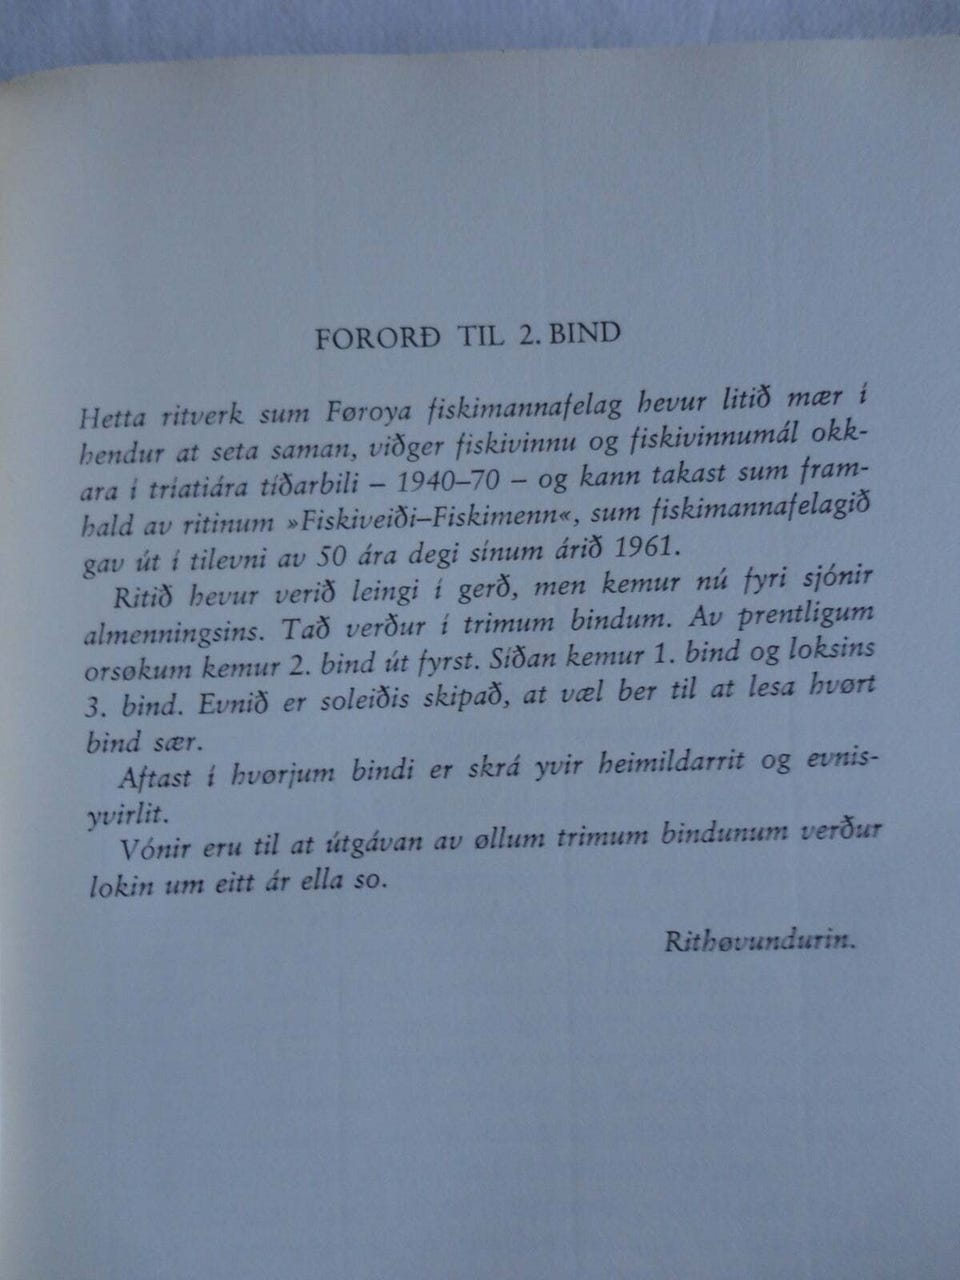 FORORÐ TIL 2. BIND
Hetta ritverk sum Føroya fiskimannafelag hevur litið mær í
hendur at seta saman, viðger fiskivinnu og fiskivinnumál okk-
ara í tríatiára tíðarbili – 1940–70 – og kann takast sum fram-
hald av ritinum »Fiskiveiði–Fiskimenn«, sum fiskimannafelagið
gav út í tilevni av 50 ára degi sínum árið 1961.
Ritið hevur verið leingi í gerð, men kemur nú fyri sjónir
almenningsins. Tað verður í trimum bindum. Av prentligum
orsøkum kemur 2. bind út fyrst. Síðan kemur 1. bind og loksins
3. bind. Evnið er soleiðis skipað, at væl ber til at lesa hvørt
bind sær.
Aftast í hvørjum bindi er skrá yvir heimildarrit og evnis-
yvirlit.
Vónir eru til at útgávan av øllum trimum bindunum verður
lokin um eitt ár ella so.
Rithøvundurin.